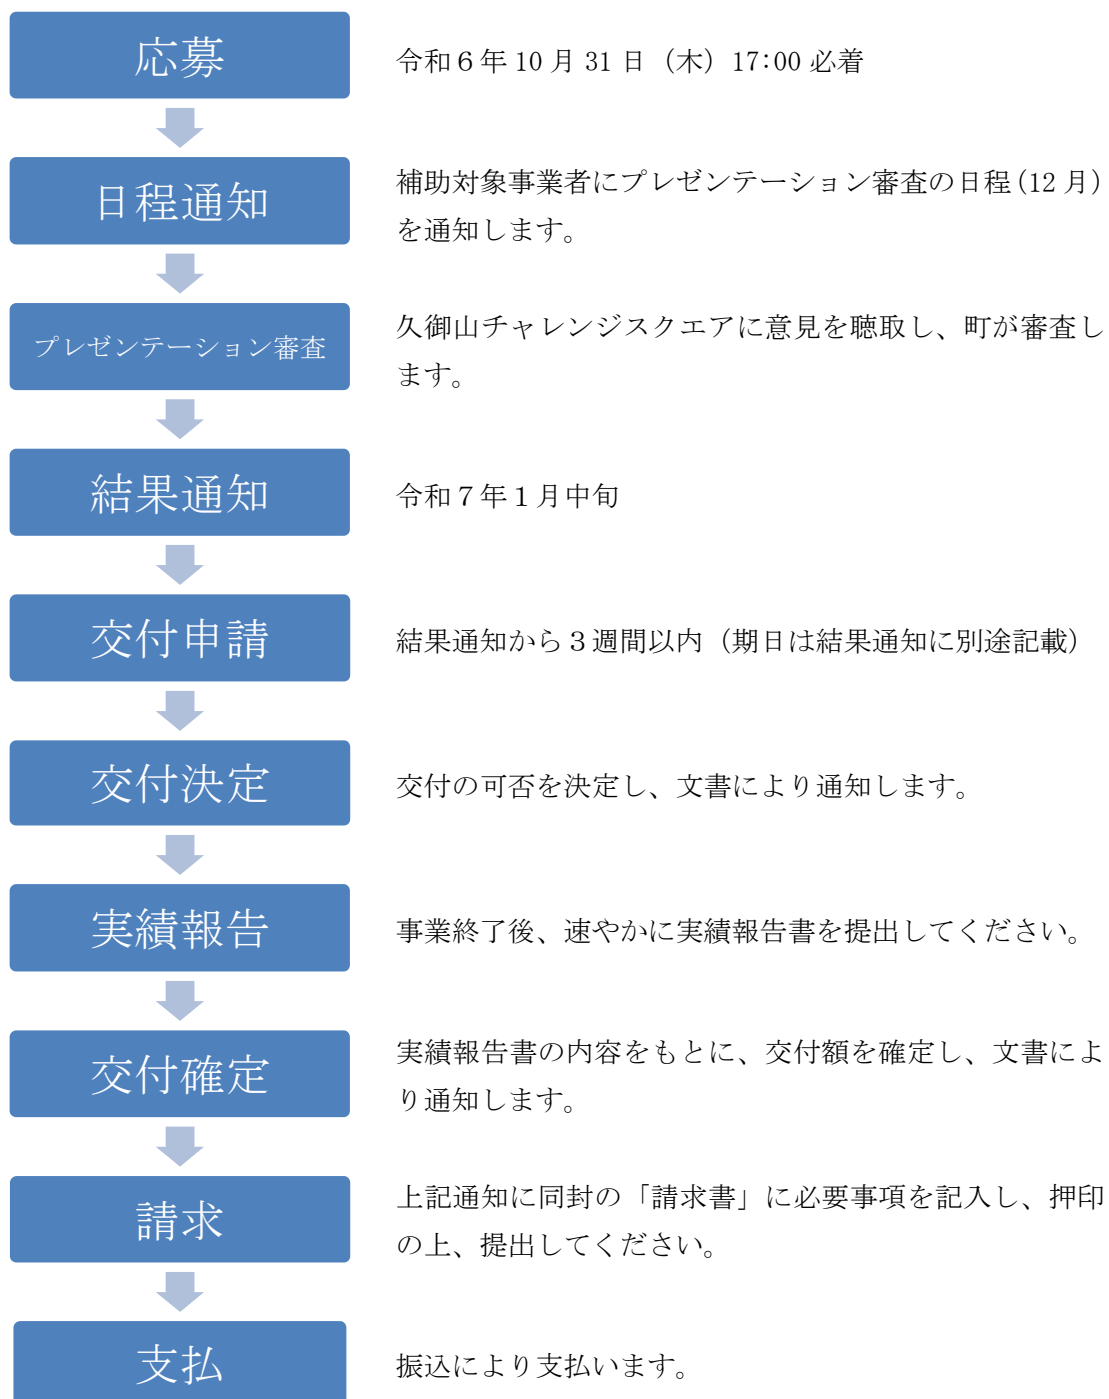 応募
令和６年 10 月 31 日（木）17:00 必着
日程通知
補助対象事業者にプレゼンテーション審査の日程（12 月）
を通知します。
プレゼンテーション審査
久御山チャレンジスクエアに意見を聴取し、町が審査し
ます。
結果通知
令和７年１月中旬
交付申請
結果通知から３週間以内（期日は結果通知に別途記載）
交付決定
交付の可否を決定し、文書により通知します。
実績報告
事業終了後、速やかに実績報告書を提出してください。
交付確定
実績報告書の内容をもとに、交付額を確定し、文書によ
り通知します。
請求
上記通知に同封の「請求書」に必要事項を記入し、押印
の上、提出してください。
支払
振込により支払います。